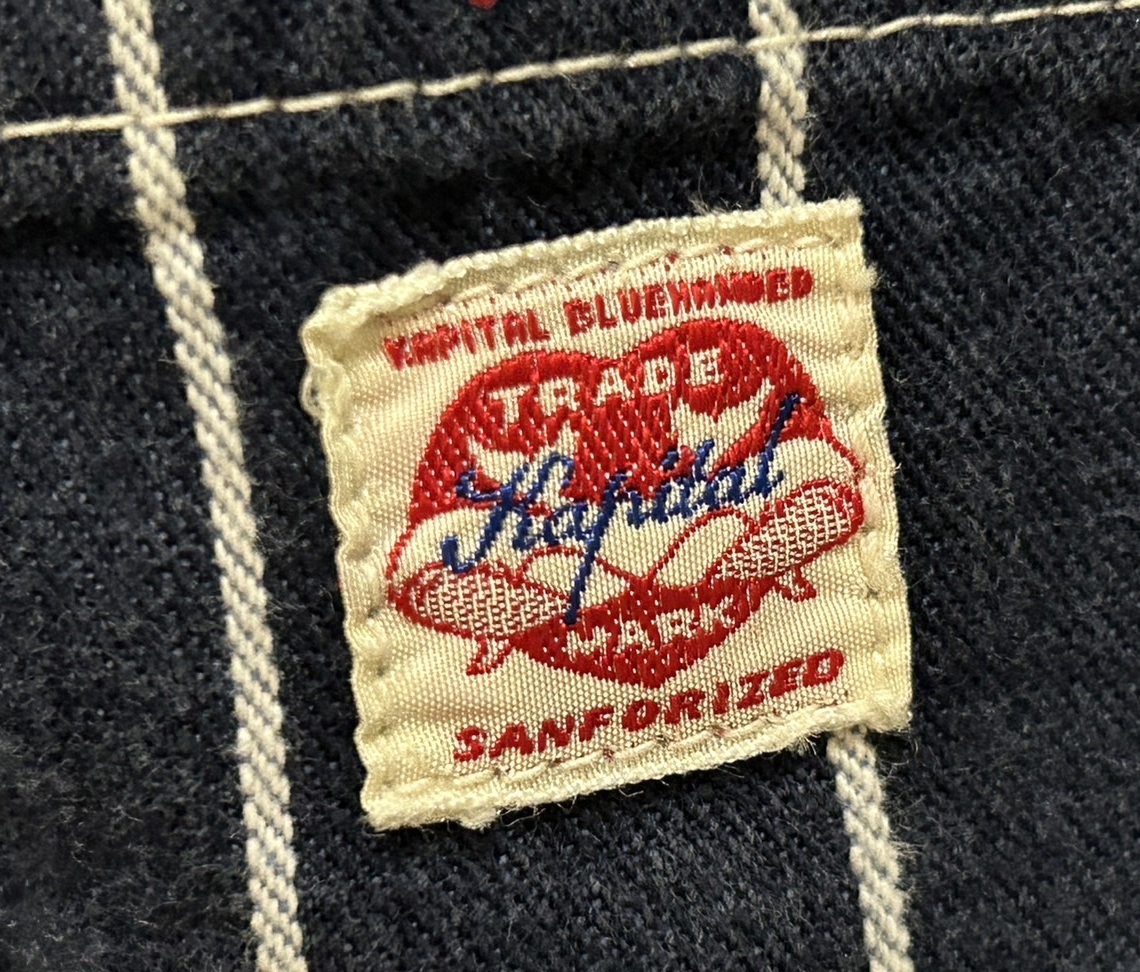 KAPITAL BLUEHANDED
TRADE
Kapital
MARK
SANFORIZED